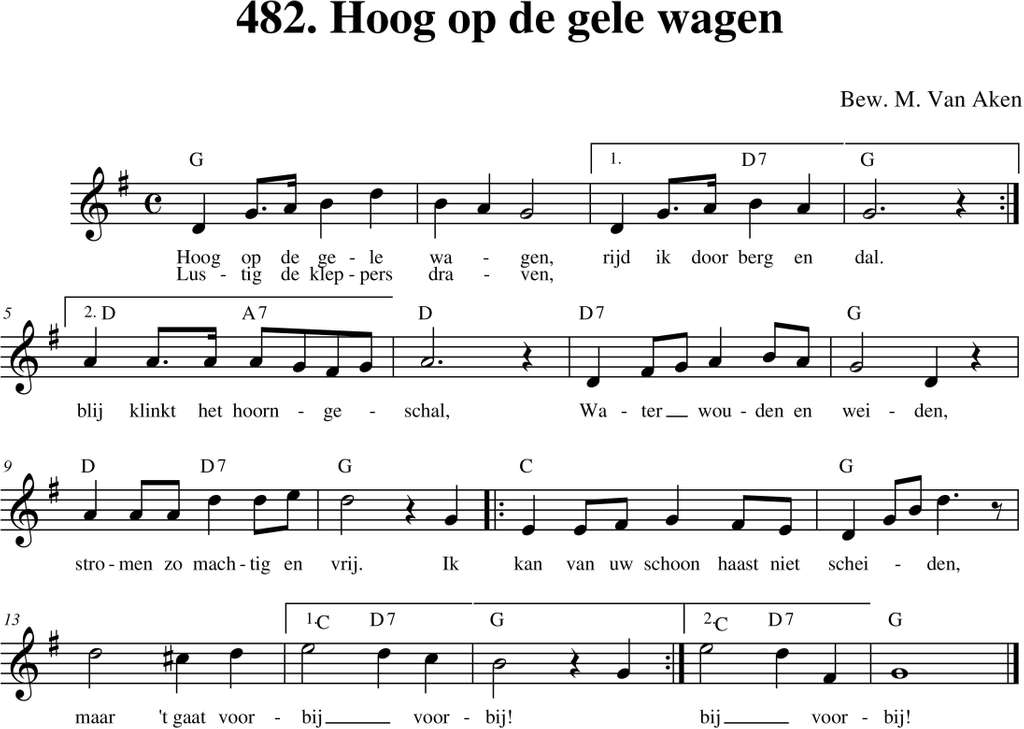 482. Hoog op de gele wagen
Bew. M. Van Aken
G 1. D7 G
Hoog op de ge - le wa - gen, rijd ik door berg en dal.
Lus - tig de klep - pers dra - ven,
5 2. D A7 D D7 G
blij klinkt het hoorn - ge - schal, Wa - ter __ wou - den en wei - den,
9 D D7 G C G
stro - men zo mach - tig en vrij. Ik kan van uw schoon haast niet schei - den,
13 1. C D7 G 2. C D7 G
maar 't gaat voor - bij ____ voor - bij! bij ____ voor - bij!